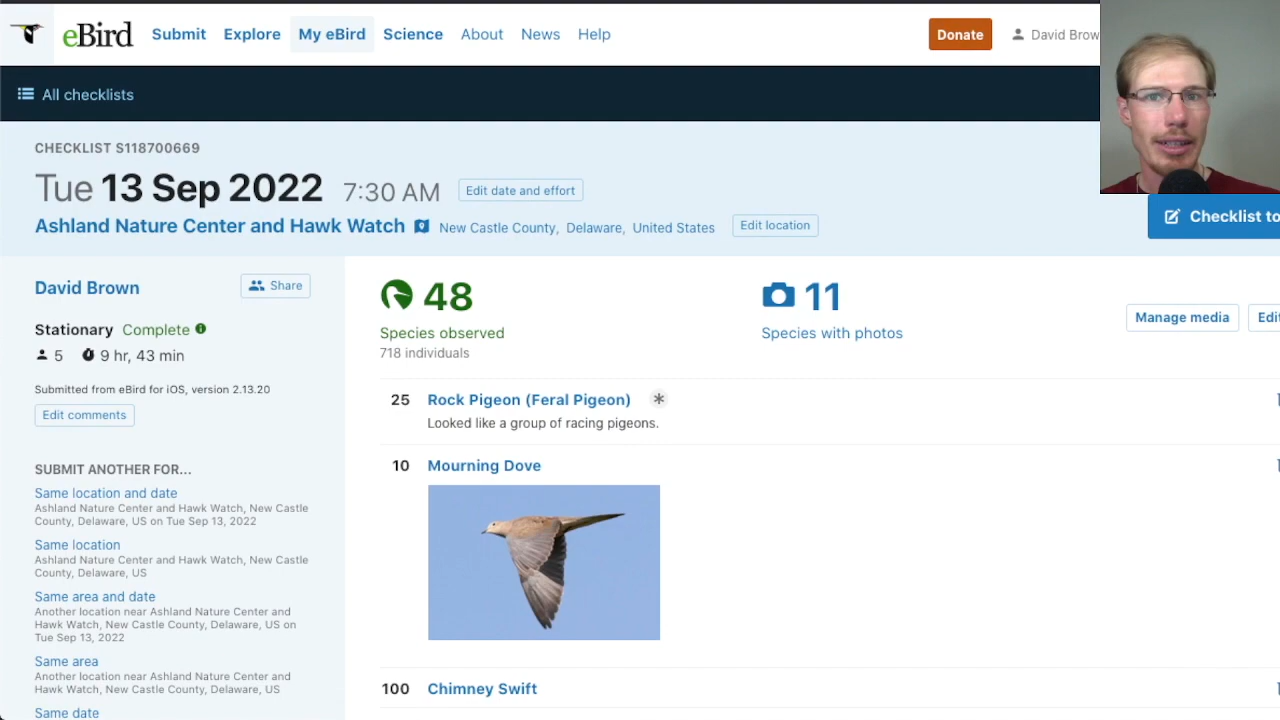 eBird Submit Explore My eBird Science About News Help Donate David Brow
All checklists
CHECKLIST S118700669
Tue 13 Sep 2022 7:30 AM Edit date and effort
Ashland Nature Center and Hawk Watch New Castle County, Delaware, United States Edit location
Checklist to
David Brown Share
Stationary Complete
5 9 hr, 43 min
Submitted from eBird for iOS, version 2.13.20
Edit comments
SUBMIT ANOTHER FOR...
Same location and date
Ashland Nature Center and Hawk Watch, New Castle
County, Delaware, US on Tue Sep 13, 2022
Same location
Ashland Nature Center and Hawk Watch, New Castle
County, Delaware, US
Same area and date
Another location near Ashland Nature Center and
Hawk Watch, New Castle County, Delaware, US on
Tue Sep 13, 2022
Same area
Another location near Ashland Nature Center and
Hawk Watch, New Castle County, Delaware, US
Same date
48
Species observed
718 individuals
11
Species with photos
Manage media Edit
25 Rock Pigeon (Feral Pigeon)
Looked like a group of racing pigeons.
10 Mourning Dove
100 Chimney Swift